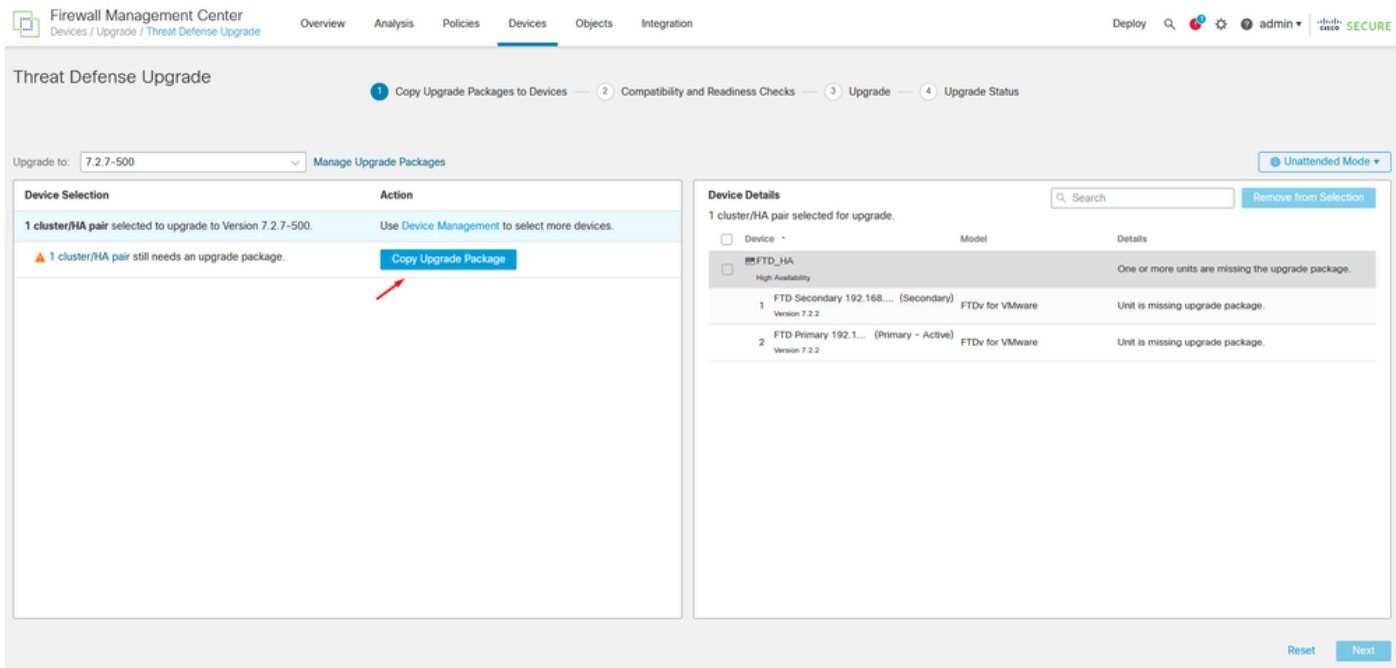 Firewall Management Center
Devices / Upgrade / Threat Defense Upgrade
Overview Analysis Policies Devices Objects Integration
Deploy 1 admin
cisco SECURE
Threat Defense Upgrade
1 Copy Upgrade Packages to Devices 2 Compatibility and Readiness Checks 3 Upgrade 4 Upgrade Status
Upgrade to: 7.2.7-500 Manage Upgrade Packages
Unattended Mode
Device Selection Action
1 cluster/HA pair selected to upgrade to Version 7.2.7-500. Use Device Management to select more devices.
1 cluster/HA pair still needs an upgrade package. Copy Upgrade Package
Device Details Search Remove from Selection
1 cluster/HA pair selected for upgrade.
Device Model Details
FTD_HA
High Availability
One or more units are missing the upgrade package.
1 FTD Secondary 192.168.... (Secondary) FTDv for VMware Unit is missing upgrade package.
Version 7.2.2
2 FTD Primary 192.1... (Primary - Active) FTDv for VMware Unit is missing upgrade package.
Version 7.2.2
Reset Next